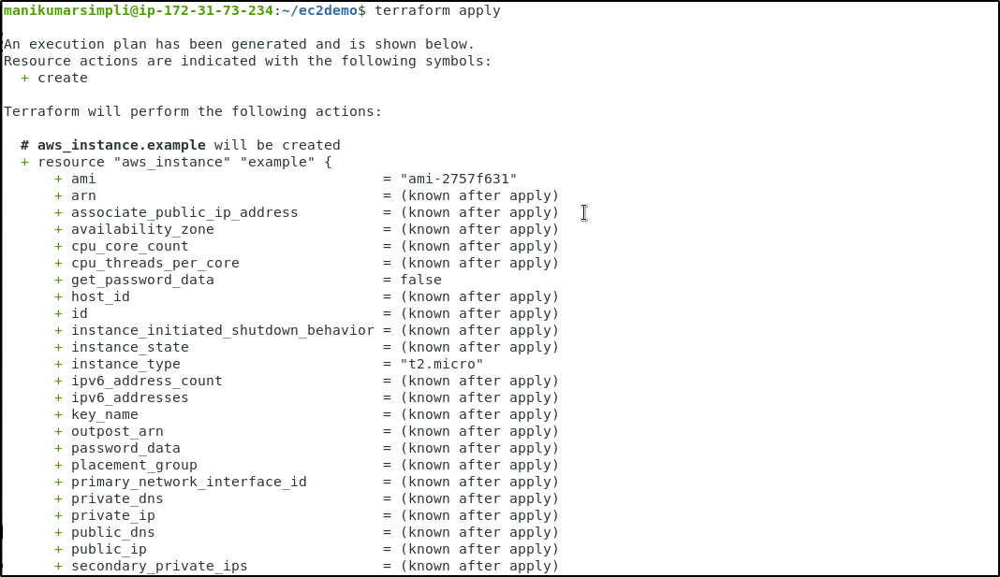 manikumarsimpli@ip-172-31-73-234:~/ec2demo$ terraform apply
An execution plan has been generated and is shown below.
Resource actions are indicated with the following symbols:
+ create
Terraform will perform the following actions:
# aws_instance.example will be created
+ resource "aws_instance" "example" {
+ ami = "ami-2757f631"
+ arn = (known after apply)
+ associate_public_ip_address = (known after apply)
+ availability_zone = (known after apply)
+ cpu_core_count = (known after apply)
+ cpu_threads_per_core = (known after apply)
+ get_password_data = false
+ host_id = (known after apply)
+ id = (known after apply)
+ instance_initiated_shutdown_behavior = (known after apply)
+ instance_state = (known after apply)
+ instance_type = "t2.micro"
+ ipv6_address_count = (known after apply)
+ ipv6_addresses = (known after apply)
+ key_name = (known after apply)
+ outpost_arn = (known after apply)
+ password_data = (known after apply)
+ placement_group = (known after apply)
+ primary_network_interface_id = (known after apply)
+ private_dns = (known after apply)
+ private_ip = (known after apply)
+ public_dns = (known after apply)
+ public_ip = (known after apply)
+ secondary_private_ips = (known after apply)